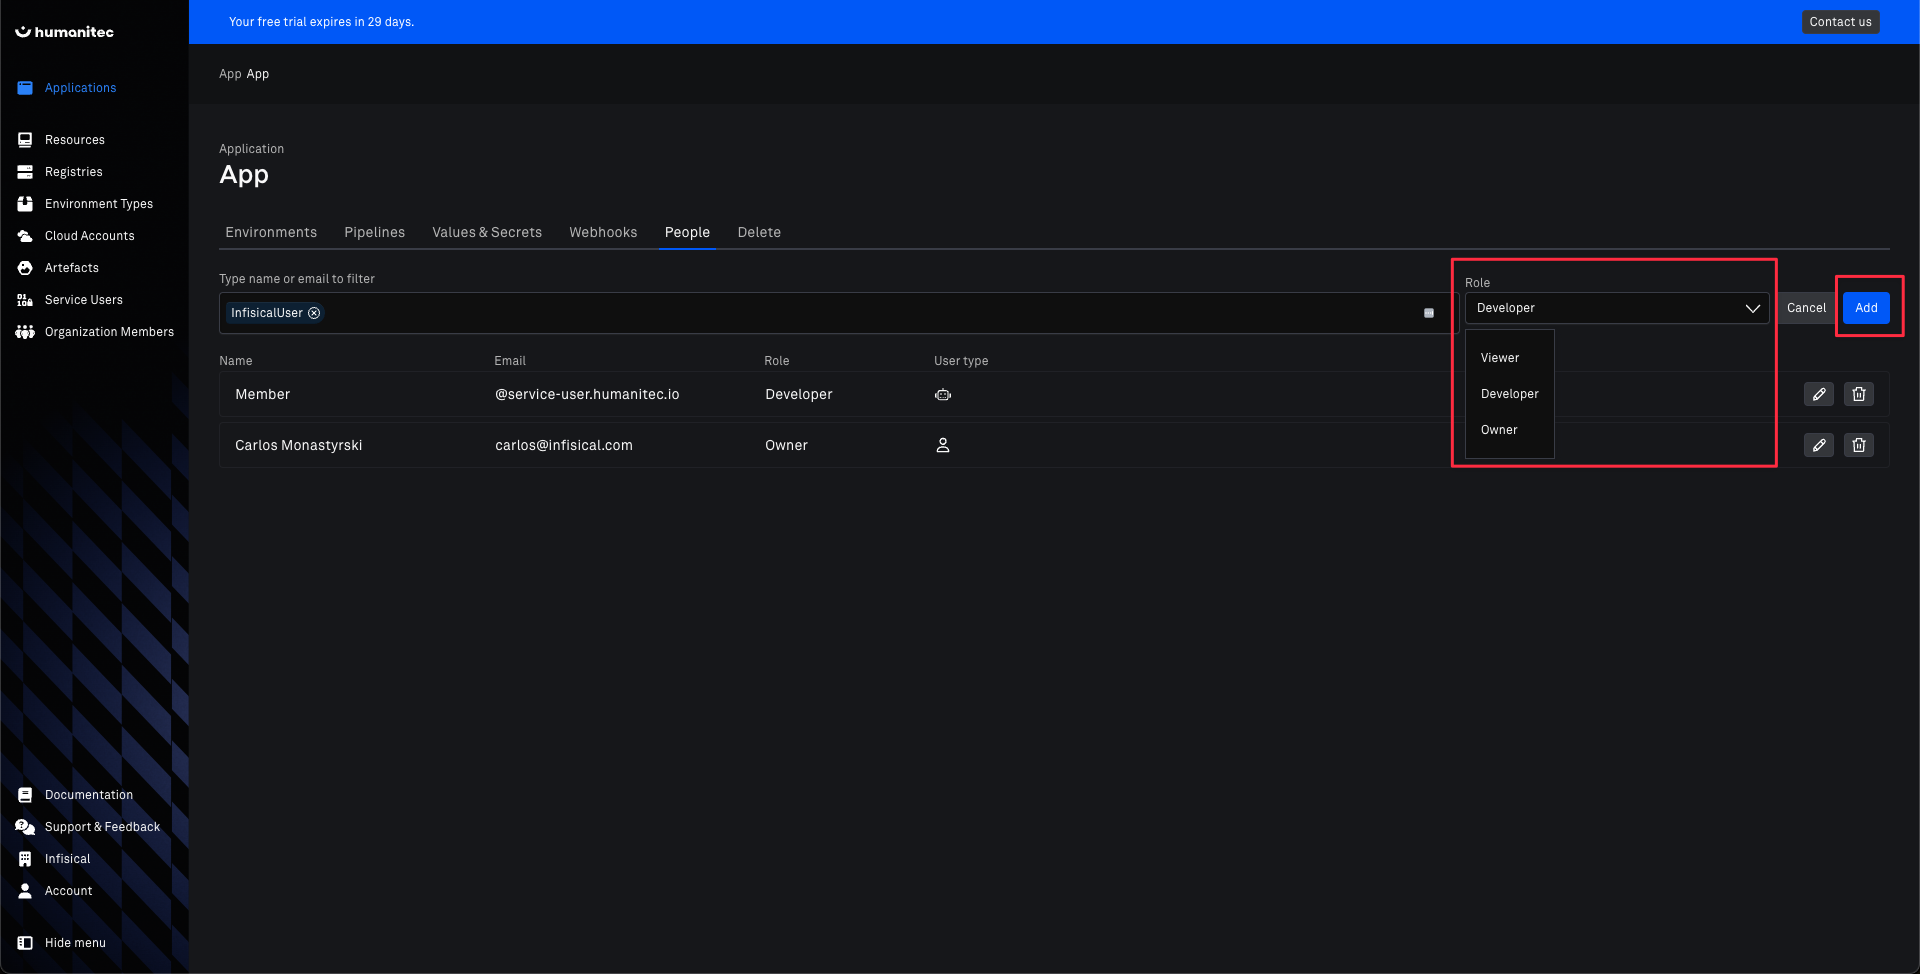 humanitec
Your free trial expires in 29 days.
Contact us
Applications
Resources
Registries
Environment Types
Cloud Accounts
Artefacts
Service Users
Organization Members
Documentation
Support & Feedback
Infisical
Account
Hide menu
App App
Application
App
Environments Pipelines Values & Secrets Webhooks People Delete
Type name or email to filter
InfisicalUser
Role
Developer
Cancel Add
Viewer
Developer
Owner
Name Email Role User type
Member @service-user.humanitec.io Developer
Carlos Monastyrski carlos@infisical.com Owner